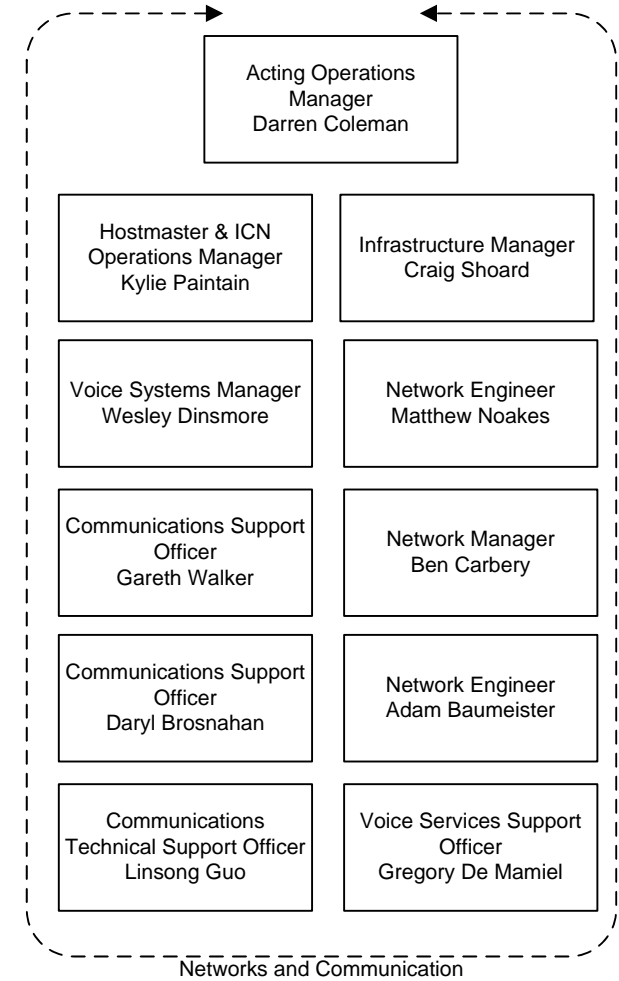 Acting Operations
Manager
Darren Coleman
Hostmaster & ICN
Operations Manager
Kylie Paintain
Infrastructure Manager
Craig Shoard
Voice Systems Manager
Wesley Dinsmore
Network Engineer
Matthew Noakes
Communications Support
Officer
Gareth Walker
Network Manager
Ben Carbery
Communications Support
Officer
Daryl Brosnahan
Network Engineer
Adam Baumeister
Communications
Technical Support Officer
Linsong Guo
Voice Services Support
Officer
Gregory De Mamiel
Networks and Communication